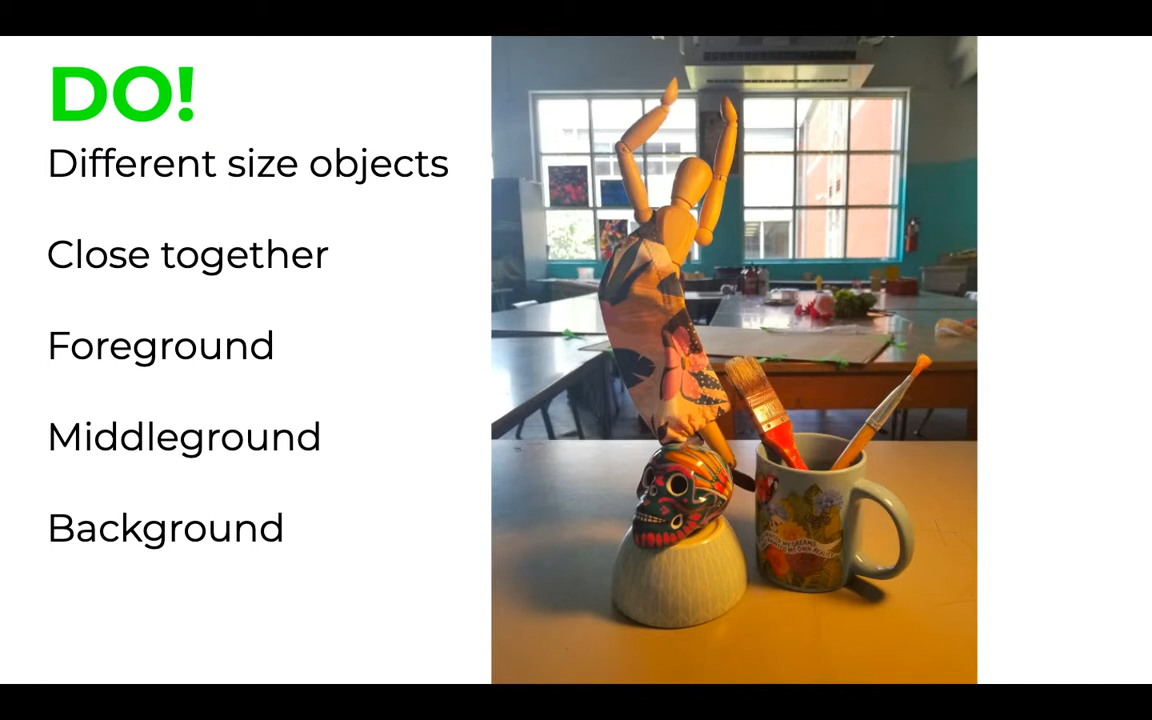 DO!
Different size objects
Close together
Foreground
Middleground
Background